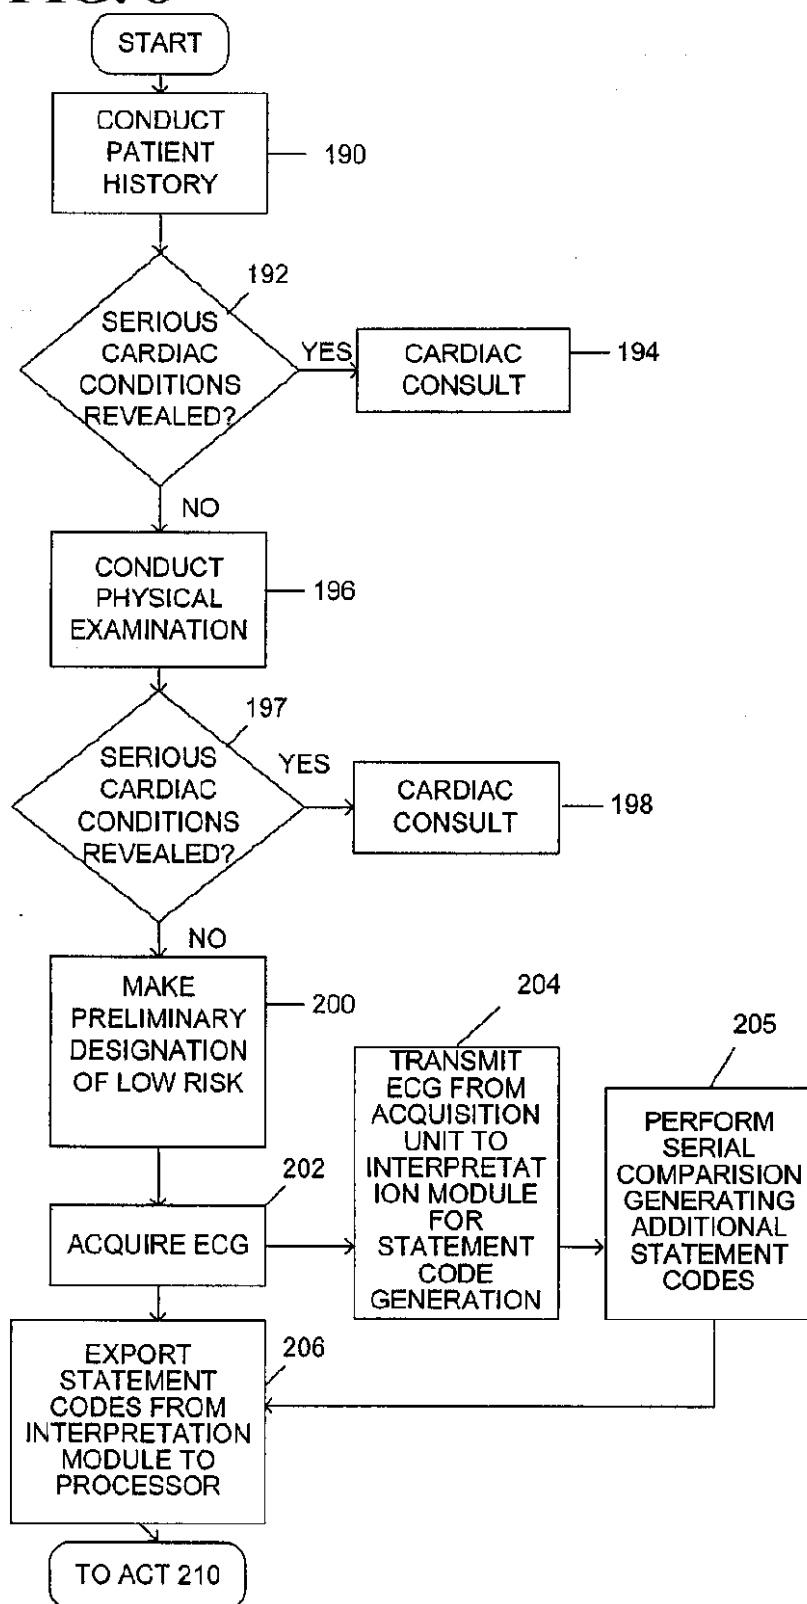 START
CONDUCT
PATIENT
HISTORY
190
192
SERIOUS
CARDIAC
CONDITIONS
REVEALED?
YES
CARDIAC
CONSULT
194
NO
CONDUCT
PHYSICAL
EXAMINATION
196
197
SERIOUS
CARDIAC
CONDITIONS
REVEALED?
YES
CARDIAC
CONSULT
198
NO
MAKE
PRELIMINARY
DESIGNATION
OF LOW RISK
200
204
TRANSMIT
ECG FROM
ACQUISITION
UNIT TO
INTERPRETAT
ION MODULE
FOR
STATEMENT
CODE
GENERATION
205
PERFORM
SERIAL
COMPARISION
GENERATING
ADDITIONAL
STATEMENT
CODES
202
ACQUIRE ECG
206
EXPORT
STATEMENT
CODES FROM
INTERPRETATION
MODULE TO
PROCESSOR
TO ACT 210